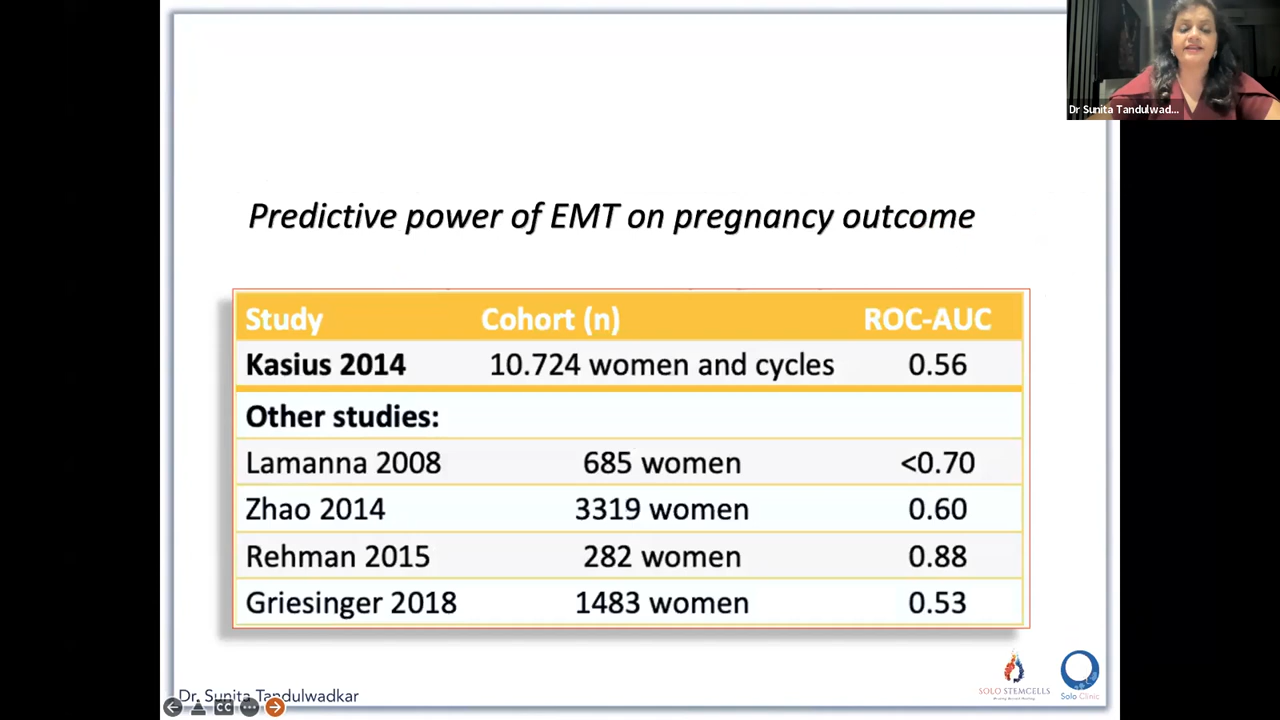 Dr Sunita Tandulwad...
Predictive power of EMT on pregnancy outcome
Study Cohort (n) ROC-AUC
Kasius 2014 10.724 women and cycles 0.56
Other studies:
Lamanna 2008 685 women <0.70
Zhao 2014 3319 women 0.60
Rehman 2015 282 women 0.88
Griesinger 2018 1483 women 0.53
SOLO STEMCELLS
Solo Clinic
Dr. Sunita Tandulwadkar
CC